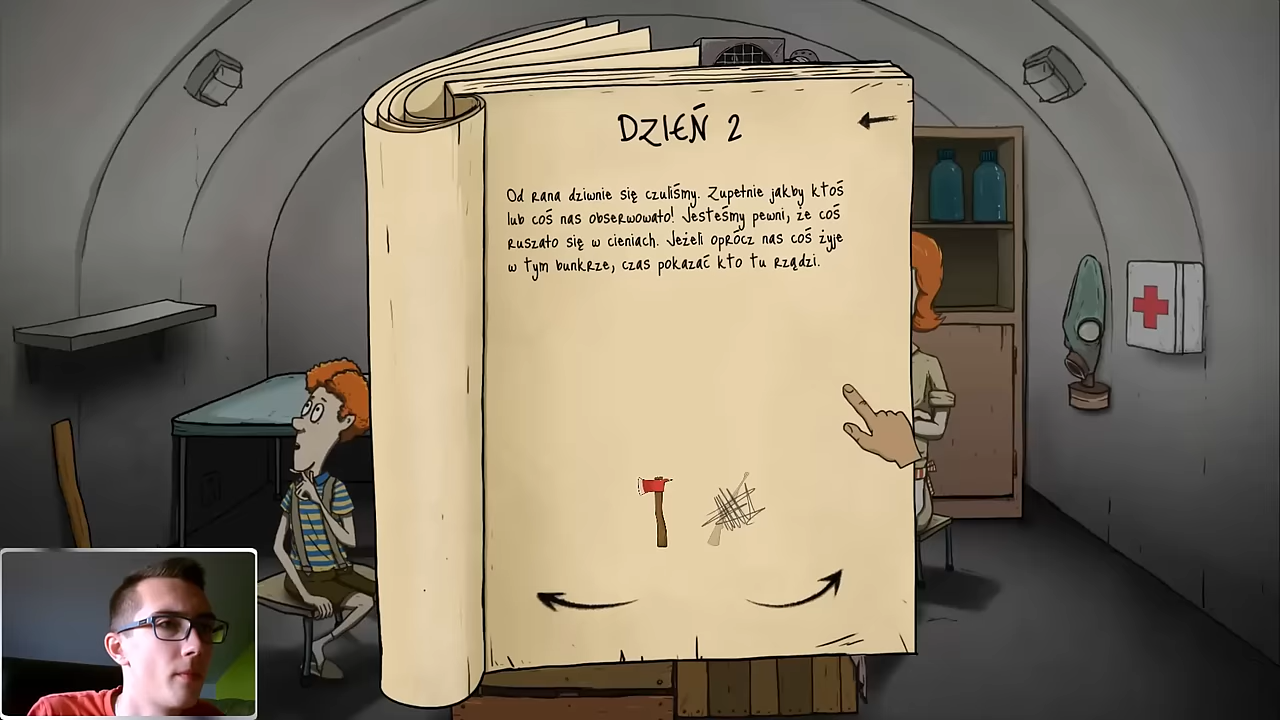 DZIEŃ 2
Od rana dziwnie się czuliśmy. Zupełnie jakby ktoś
lub coś nas obserwowało! Jesteśmy pewni, że coś
ruszało się w cieniach. Jeżeli oprócz nas coś żyje
w tym bunkrze, czas pokazać kto tu rządzi.